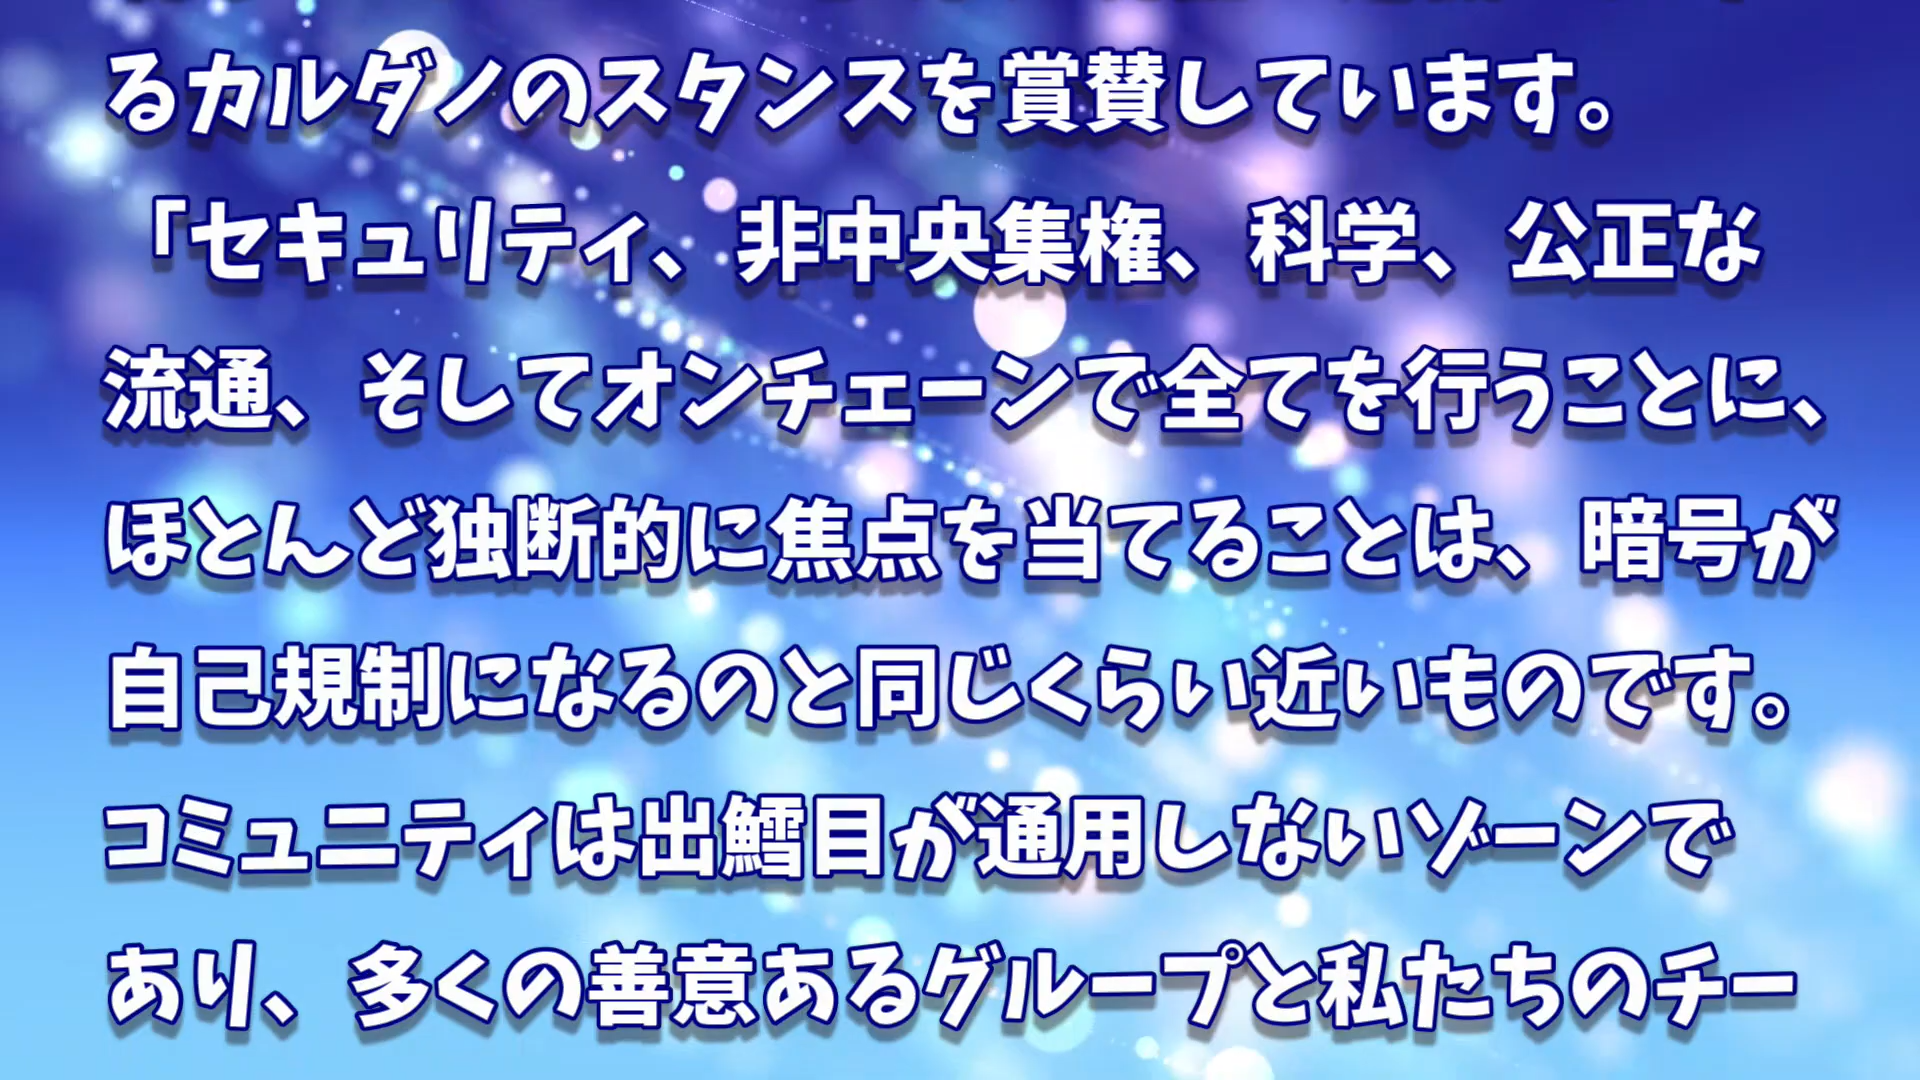 るカルダノのスタンスを賞賛しています。
「セキュリティ、非中央集権、科学、公正な
流通、そしてオンチェーンで全てを行うことに、
ほとんど独断的に焦点を当てることは、暗号が
自己規制になるのと同じくらい近いものです。
コミュニティは出鱈目が通用しないゾーンで
あり、多くの善意あるグループと私たちのチー